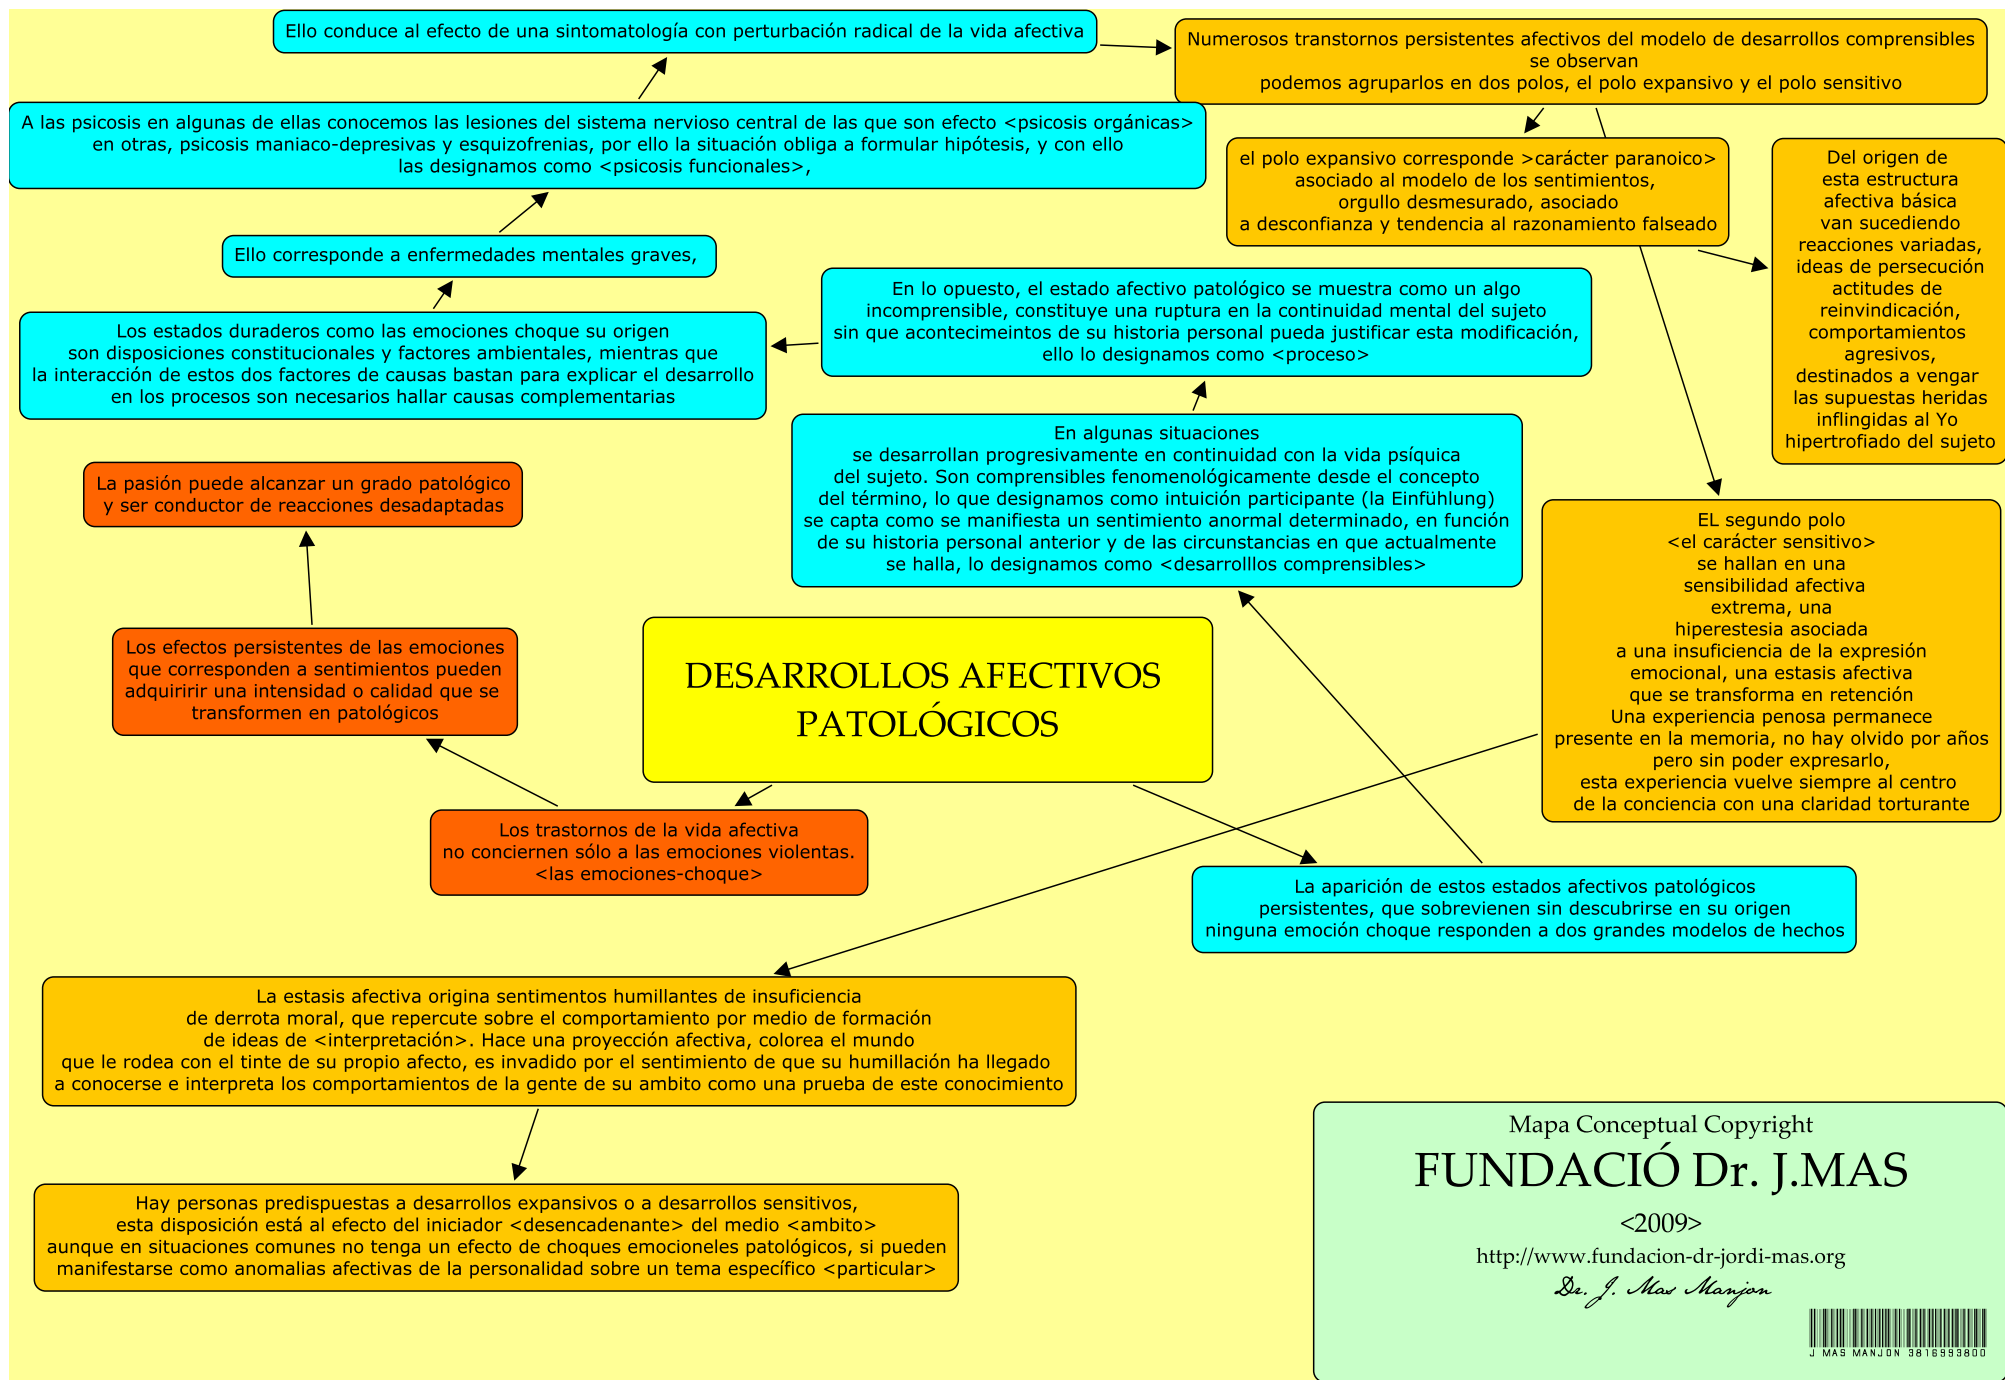 Ello conduce al efecto de una sintomatología con perturbación radical de la vida afectiva
Numerosos transtornos persistentes afectivos del modelo de desarrollos comprensibles
se observan
podemos agruparlos en dos polos, el polo expansivo y el polo sensitivo
A las psicosis en algunas de ellas conocemos las lesiones del sistema nervioso central de las que son efecto <psicosis orgánicas>
en otras, psicosis maniaco-depresivas y esquizofrenias, por ello la situación obliga a formular hipótesis, y con ello
las designamos como <psicosis funcionales>,
el polo expansivo corresponde >carácter paranoico>
asociado al modelo de los sentimientos,
orgullo desmesurado, asociado
a desconfianza y tendencia al razonamiento falseado
Del origen de
esta estructura
afectiva básica
van sucediendo
reacciones variadas,
ideas de persecución
actitudes de
reinvindicación,
comportamientos
agresivos,
destinados a vengar
las supuestas heridas
inflingidas al Yo
hipertrofiado del sujeto
Ello corresponde a enfermedades mentales graves,
En lo opuesto, el estado afectivo patológico se muestra como un algo
incomprensible, constituye una ruptura en la continuidad mental del sujeto
sin que acontecimeintos de su historia personal pueda justificar esta modificación,
ello lo designamos como <proceso>
Los estados duraderos como las emociones choque su origen
son disposiciones constitucionales y factores ambientales, mientras que
la interacción de estos dos factores de causas bastan para explicar el desarrollo
en los procesos son necesarios hallar causas complementarias
En algunas situaciones
se desarrollan progresivamente en continuidad con la vida psíquica
del sujeto. Son comprensibles fenomenológicamente desde el concepto
del término, lo que designamos como intuición participante (la Einfühlung)
se capta como se manifiesta un sentimiento anormal determinado, en función
de su historia personal anterior y de las circunstancias en que actualmente
se halla, lo designamos como <desarrolllos comprensibles>
La pasión puede alcanzar un grado patológico
y ser conductor de reacciones desadaptadas
EL segundo polo
<el carácter sensitivo>
se hallan en una
sensibilidad afectiva
extrema, una
hiperestesia asociada
a una insuficiencia de la expresión
emocional, una estasis afectiva
que se transforma en retención
Una experiencia penosa permanece
presente en la memoria, no hay olvido por años
pero sin poder expresarlo,
esta experiencia vuelve siempre al centro
de la conciencia con una claridad torturante
Los efectos persistentes de las emociones
que corresponden a sentimientos pueden
adquiririr una intensidad o calidad que se
transformen en patológicos
DESARROLLOS AFECTIVOS
PATOLÓGICOS
Los trastornos de la vida afectiva
no conciernen sólo a las emociones violentas.
<las emociones-choque>
La aparición de estos estados afectivos patológicos
persistentes, que sobrevienen sin descubrirse en su origen
ninguna emoción choque responden a dos grandes modelos de hechos
La estasis afectiva origina sentimentos humillantes de insuficiencia
de derrota moral, que repercute sobre el comportamiento por medio de formación
de ideas de <interpretación>. Hace una proyección afectiva, colorea el mundo
que le rodea con el tinte de su propio afecto, es invadido por el sentimiento de que su humillación ha llegado
a conocerse e interpreta los comportamientos de la gente de su ambito como una prueba de este conocimiento
Hay personas predispuestas a desarrollos expansivos o a desarrollos sensitivos,
esta disposición está al efecto del iniciador <desencadenante> del medio <ambito>
aunque en situaciones comunes no tenga un efecto de choques emocioneles patológicos, si pueden
manifestarse como anomalias afectivas de la personalidad sobre un tema específico <particular>
Mapa Conceptual Copyright
FUNDACIÓ Dr. J.MAS
<2009>
http://www.fundacion-dr-jordi-mas.org
Dr. J. Mas Manjon
J MAS MANJON 3816993800